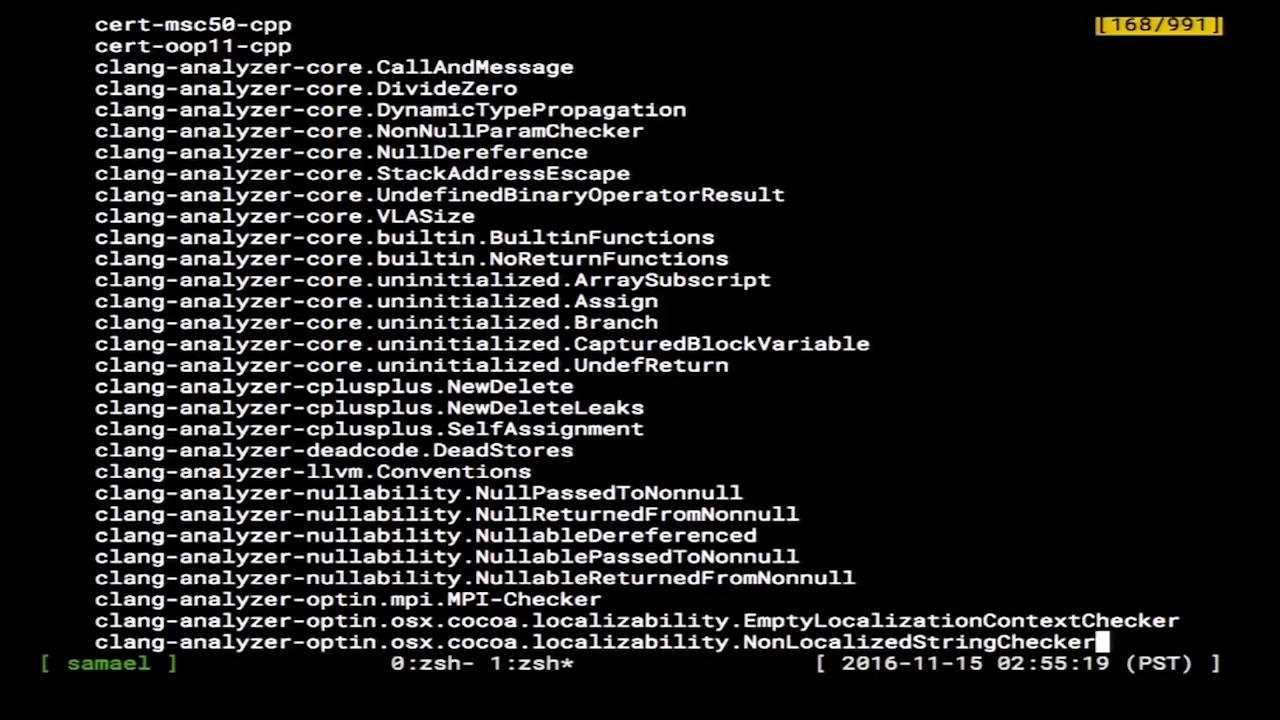 cert-msc50-cpp [168/991]
cert-oop11-cpp
clang-analyzer-core.CallAndMessage
clang-analyzer-core.DivideZero
clang-analyzer-core.DynamicTypePropagation
clang-analyzer-core.NonNullParamChecker
clang-analyzer-core.NullDereference
clang-analyzer-core.StackAddressEscape
clang-analyzer-core.UndefinedBinaryOperatorResult
clang-analyzer-core.VLASize
clang-analyzer-core.builtin.BuiltinFunctions
clang-analyzer-core.builtin.NoReturnFunctions
clang-analyzer-core.uninitialized.ArraySubscript
clang-analyzer-core.uninitialized.Assign
clang-analyzer-core.uninitialized.Branch
clang-analyzer-core.uninitialized.CapturedBlockVariable
clang-analyzer-core.uninitialized.UndefReturn
clang-analyzer-cplusplus.NewDelete
clang-analyzer-cplusplus.NewDeleteLeaks
clang-analyzer-cplusplus.SelfAssignment
clang-analyzer-deadcode.DeadStores
clang-analyzer-llvm.Conventions
clang-analyzer-nullability.NullPassedToNonnull
clang-analyzer-nullability.NullReturnedFromNonnull
clang-analyzer-nullability.NullableDereferenced
clang-analyzer-nullability.NullablePassedToNonnull
clang-analyzer-nullability.NullableReturnedFromNonnull
clang-analyzer-optin.mpi.MPI-Checker
clang-analyzer-optin.osx.cocoa.localizability.EmptyLocalizationContextChecker
clang-analyzer-optin.osx.cocoa.localizability.NonLocalizedStringChecker
[ samael ] 0:zsh- 1:zsh* [ 2016-11-15 02:55:19 (PST) ]